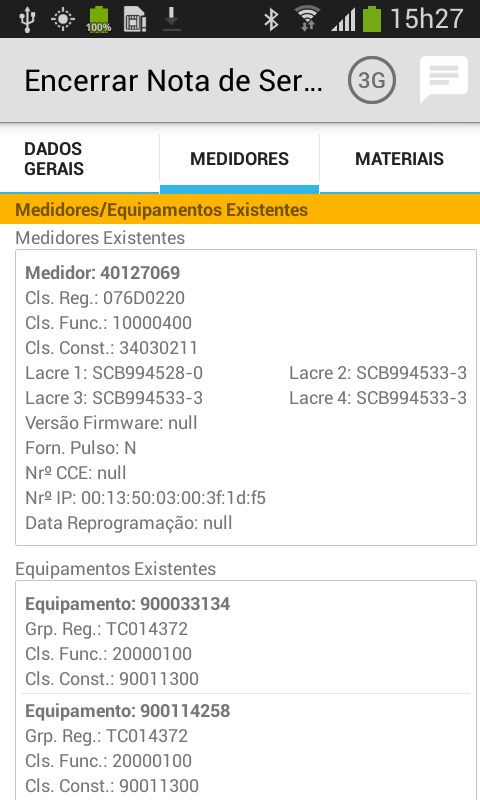 100%
15h27
Encerrar Nota de Ser...
3G
DADOS
GERAIS
MEDIDORES
MATERIAIS
Medidores/Equipamentos Existentes
Medidores Existentes
Medidor: 40127069
Cls. Reg.: 076D0220
Cls. Func.: 10000400
Cls. Const.: 34030211
Lacre 1: SCB994528-0 Lacre 2: SCB994533-3
Lacre 3: SCB994533-3 Lacre 4: SCB994533-3
Versão Firmware: null
Forn. Pulso: N
Nrº CCE: null
Nrº IP: 00:13:50:03:00:3f:1d:f5
Data Reprogramação: null
Equipamentos Existentes
Equipamento: 900033134
Grp. Reg.: TC014372
Cls. Func.: 20000100
Cls. Const.: 90011300
Equipamento: 900114258
Grp. Reg.: TC014372
Cls. Func.: 20000100
Cls. Const.: 90011300